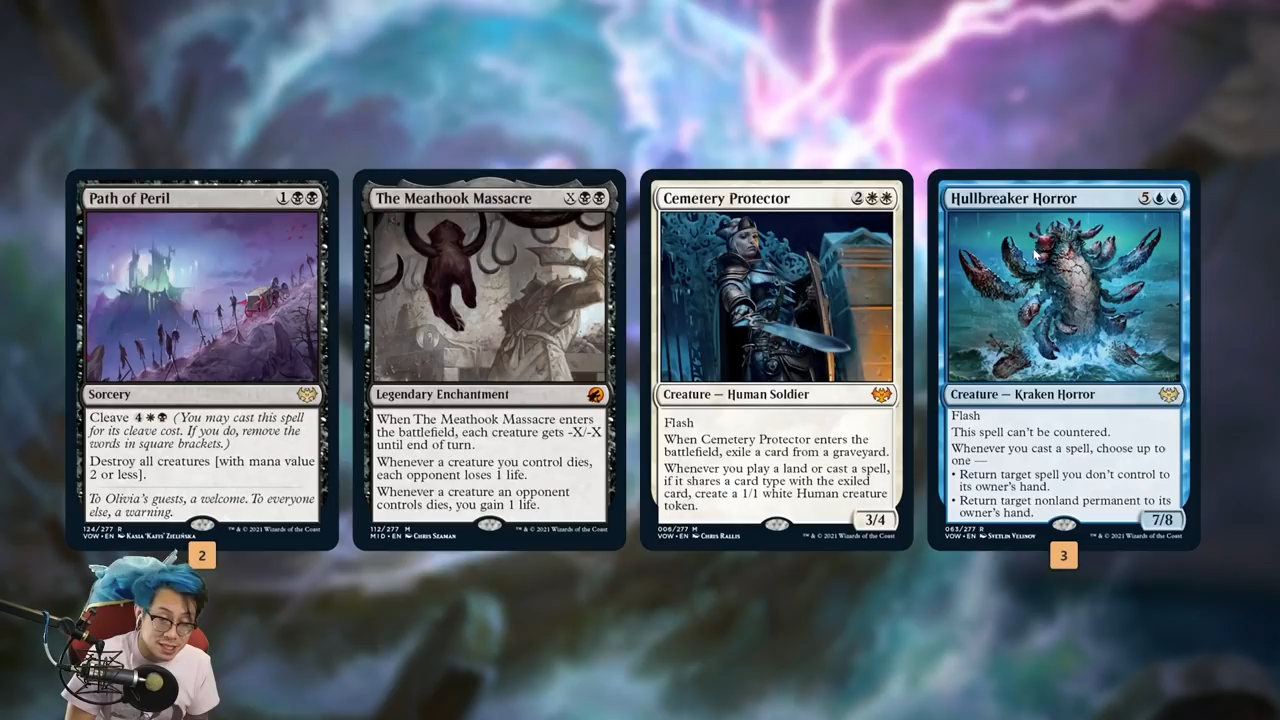 Path of Peril 1
Sorcery
Cleave 4 (You may cast this spell
for its cleave cost. If you do, remove the
words in square brackets.)
Destroy all creatures [with mana value
2 or less].
To Olivia's guests, a welcome. To everyone
else, a warning.
124/277 R
VOW • EN KASIA 'KAFIS' ZIELIŃSKA
™ & © 2021 Wizards of the Coast
2
The Meathook Massacre X
Legendary Enchantment
When The Meathook Massacre enters
the battlefield, each creature gets -X/-X
until end of turn.
Whenever a creature you control dies,
each opponent loses 1 life.
Whenever a creature an opponent
controls dies, you gain 1 life.
112/277 M
MID • EN CHRIS SEAMAN
™ & © 2021 Wizards of the Coast
Cemetery Protector 2
Creature — Human Soldier
Flash
When Cemetery Protector enters the
battlefield, exile a card from a graveyard.
Whenever you play a land or cast a spell,
if it shares a card type with the exiled
card, create a 1/1 white Human creature
token.
3/4
006/277 M
VOW • EN CHRIS RALLIS
™ & © 2021 Wizards of the Coast
Hullbreaker Horror 5
Creature — Kraken Horror
Flash
This spell can't be countered.
Whenever you cast a spell, choose up to
one —
• Return target spell you don't control to
its owner's hand.
• Return target nonland permanent to its
owner's hand.
7/8
063/277 R
VOW • EN SVETLIN VELINOV
™ & © 2021 Wizards of the Coast
3